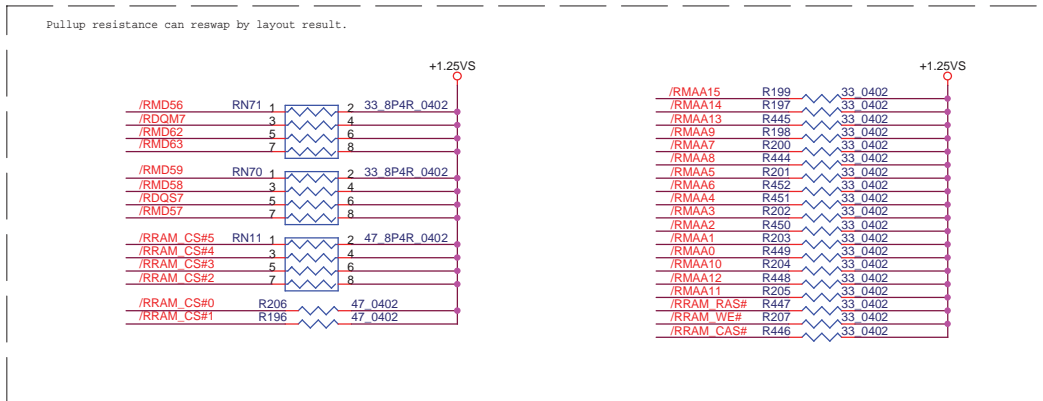 Pullup resistance can reswap by layout result.
+1.25VS
/RMD56 RN71 1 2 33_8P4R_0402
/RDQM7 3 4
/RMD62 5 6
/RMD63 7 8
/RMD59 RN70 1 2 33_8P4R_0402
/RMD58 3 4
/RDQS7 5 6
/RMD57 7 8
/RRAM_CS#5 RN11 1 2 47_8P4R_0402
/RRAM_CS#4 3 4
/RRAM_CS#3 5 6
/RRAM_CS#2 7 8
/RRAM_CS#0 R206 47_0402
/RRAM_CS#1 R196 47_0402
+1.25VS
/RMAA15 R199 33_0402
/RMAA14 R197 33_0402
/RMAA13 R445 33_0402
/RMAA9 R198 33_0402
/RMAA7 R200 33_0402
/RMAA8 R444 33_0402
/RMAA5 R201 33_0402
/RMAA6 R452 33_0402
/RMAA4 R451 33_0402
/RMAA3 R202 33_0402
/RMAA2 R450 33_0402
/RMAA1 R203 33_0402
/RMAA0 R449 33_0402
/RMAA10 R204 33_0402
/RMAA12 R448 33_0402
/RMAA11 R205 33_0402
/RRAM_RAS# R447 33_0402
/RRAM_WE# R207 33_0402
/RRAM_CAS# R446 33_0402